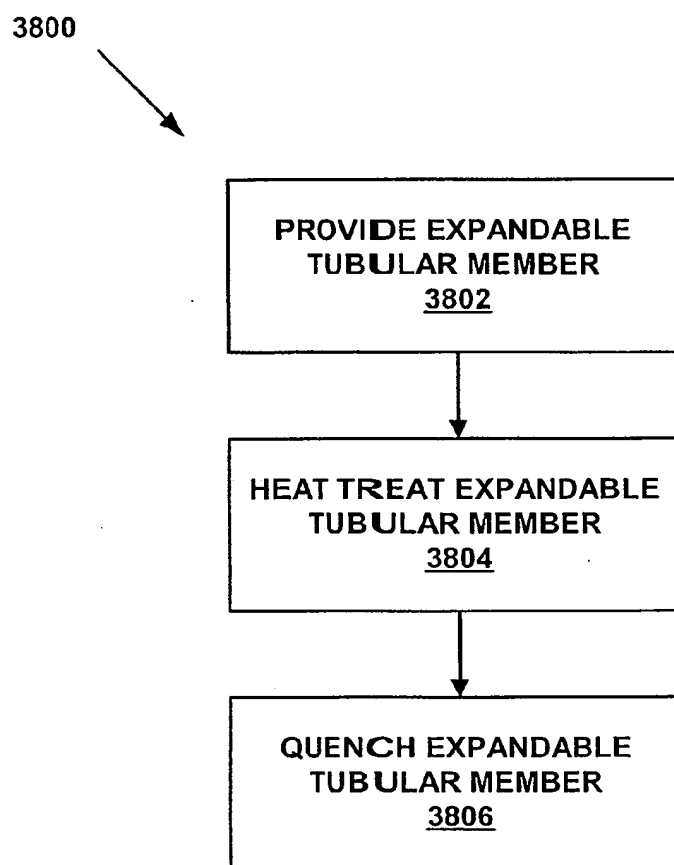 3800
PROVIDE EXPANDABLE
TUBULAR MEMBER
3802
HEAT TREAT EXPANDABLE
TUBULAR MEMBER
3804
QUENCH EXPANDABLE
TUBULAR MEMBER
3806